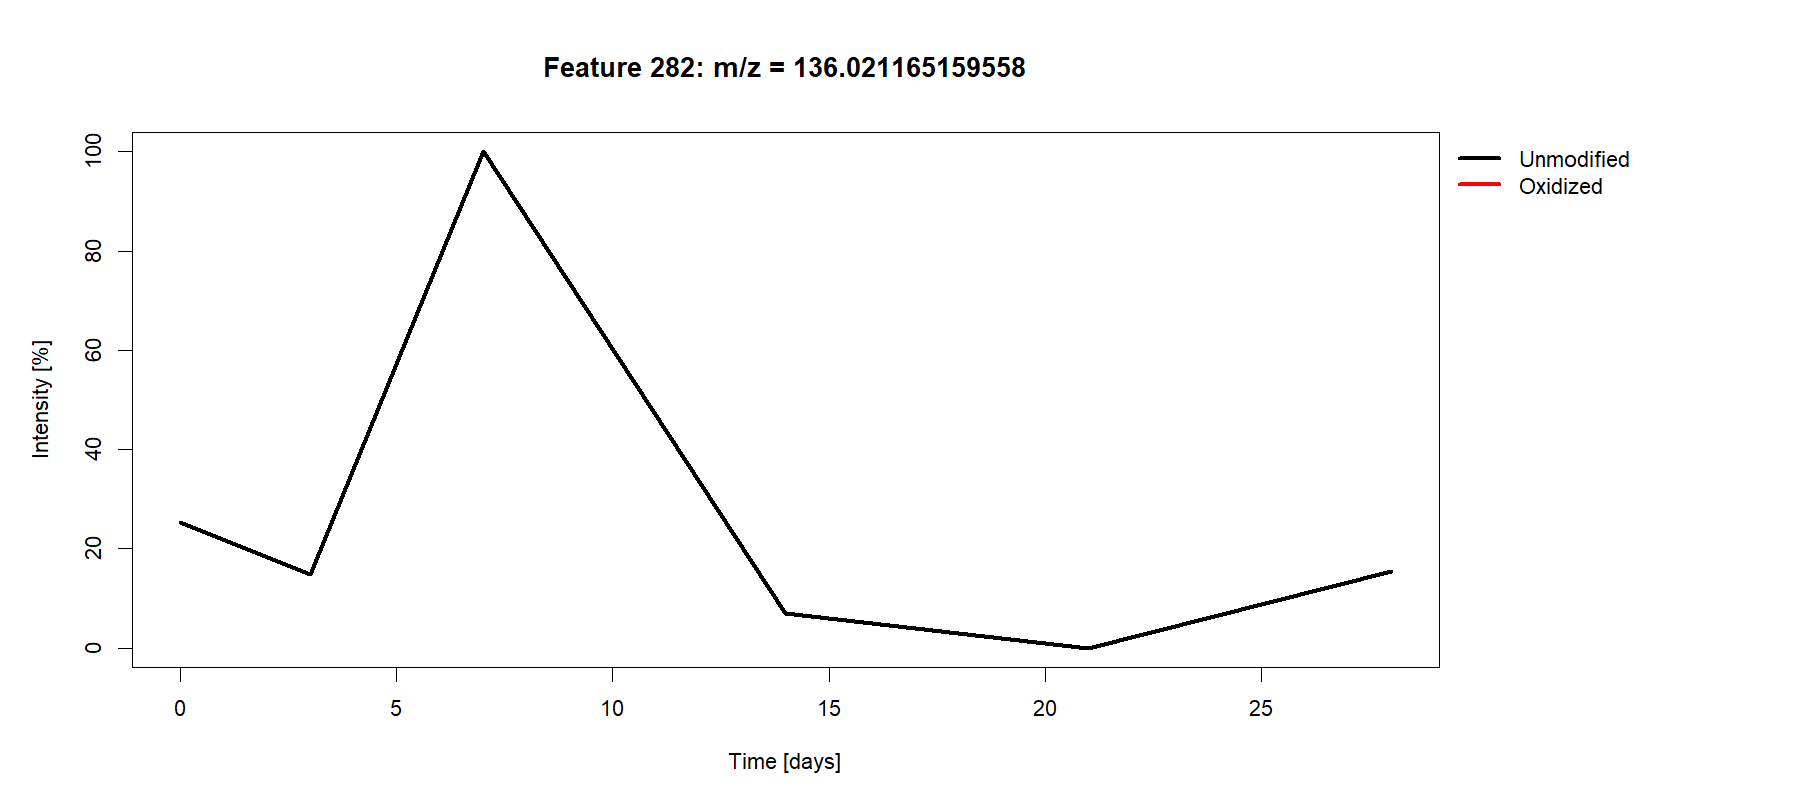 Feature 282: m/z = 136.021165159558
Unmodified
Oxidized
Intensity [%]
100
80
60
40
20
0
0 5 10 15 20 25
Time [days]